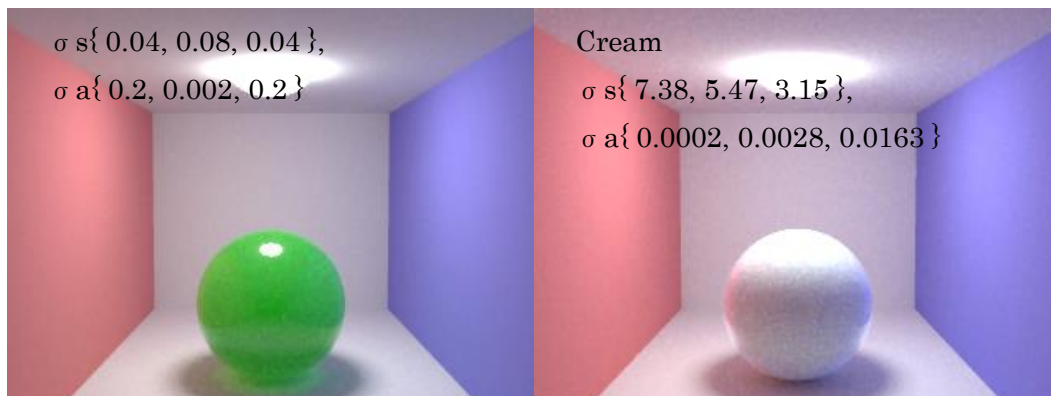 σ s{ 0.04, 0.08, 0.04 },
σ a{ 0.2, 0.002, 0.2 }
Cream
σ s{ 7.38, 5.47, 3.15 },
σ a{ 0.0002, 0.0028, 0.0163 }